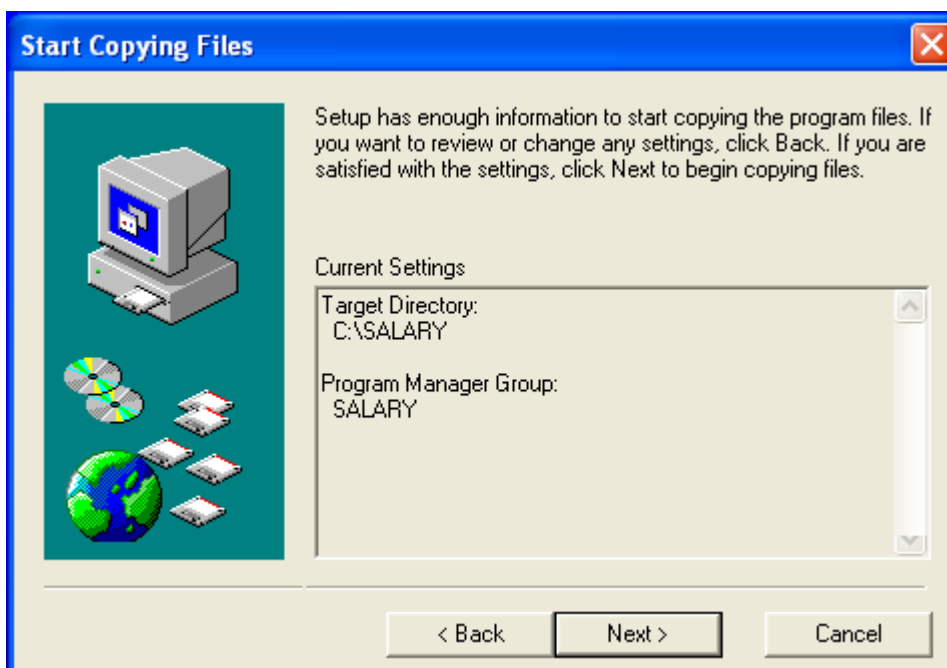 Start Copying Files
Setup has enough information to start copying the program files. If
you want to review or change any settings, click Back. If you are
satisfied with the settings, click Next to begin copying files.
Current Settings
Target Directory:
C:\SALARY
Program Manager Group:
SALARY
< Back
Next >
Cancel